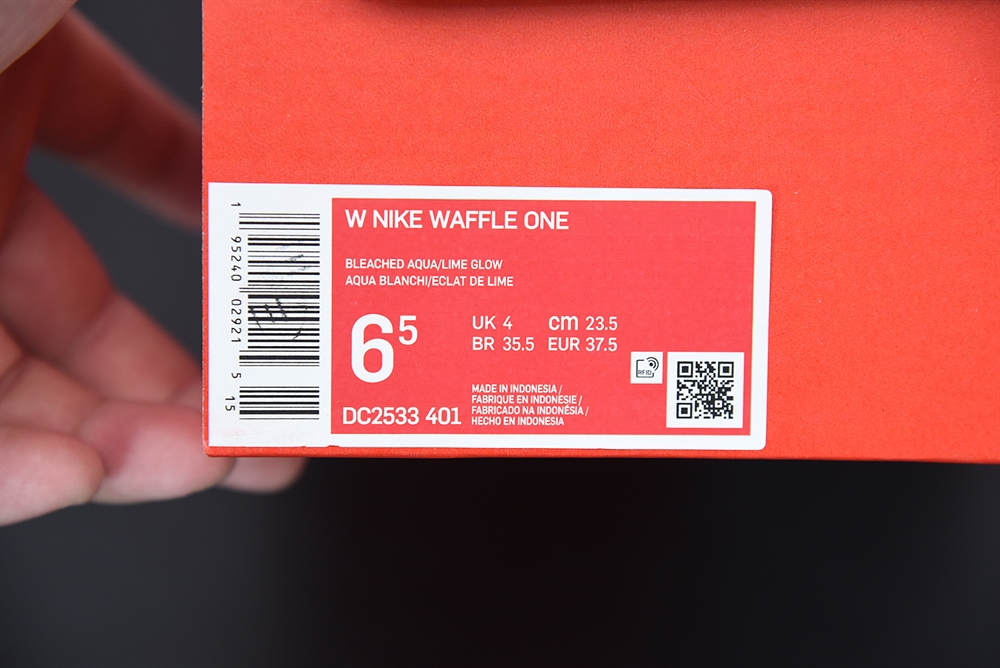 W NIKE WAFFLE ONE
BLEACHED AQUA/LIME GLOW
AQUA BLANCHI/ECLAT DE LIME
6 5
UK 4 cm 23.5
BR 35.5 EUR 37.5
RFID
MADE IN INDONESIA /
FABRIQUE EN INDONESIE /
FABRICADO NA INDONÉSIA /
HECHO EN INDONESIA
DC2533 401
1 95240 02921 5 15